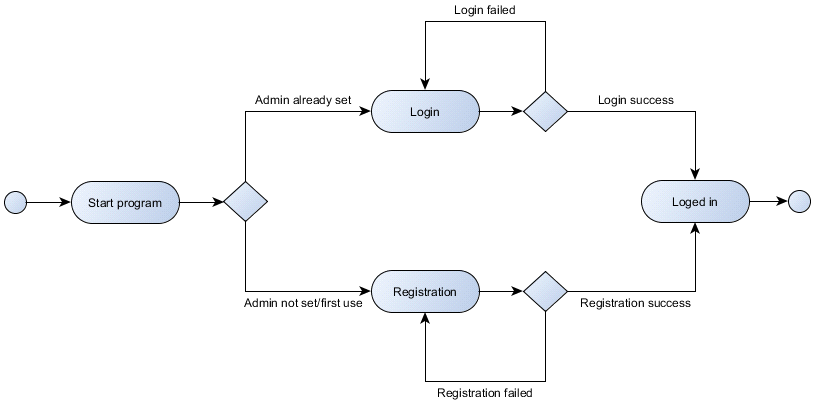 Login failed
Admin already set
Login
Login success
Start program
Loged in
Admin not set/first use
Registration
Registration success
Registration failed